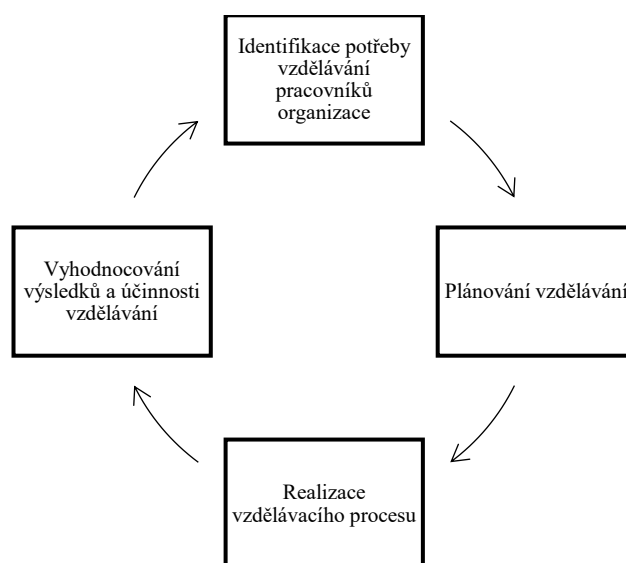 Identifikace potřeby
vzdělávání
pracovníků
organizace
Vyhodnocování
výsledků a účinnosti
vzdělávání
Plánování vzdělávání
Realizace
vzdělávacího procesu